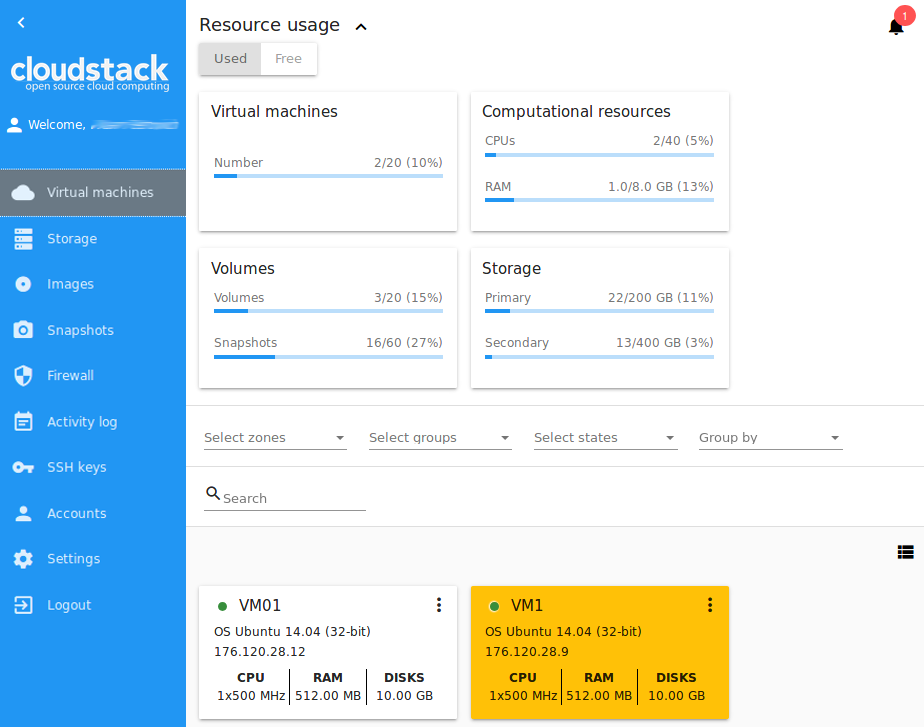 cloudstack
open source cloud computing
Welcome,
Virtual machines
Storage
Images
Snapshots
Firewall
Activity log
SSH keys
Accounts
Settings
Logout
Resource usage
1
Used Free
Virtual machines
Number 2/20 (10%)
Computational resources
CPUs 2/40 (5%)
RAM 1.0/8.0 GB (13%)
Volumes
Volumes 3/20 (15%)
Snapshots 16/60 (27%)
Storage
Primary 22/200 GB (11%)
Secondary 13/400 GB (3%)
Select zones Select groups Select states Group by
Search
VM01
OS Ubuntu 14.04 (32-bit)
176.120.28.12
CPU RAM DISKS
1x500 MHz 512.00 MB 10.00 GB
VM1
OS Ubuntu 14.04 (32-bit)
176.120.28.9
CPU RAM DISKS
1x500 MHz 512.00 MB 10.00 GB